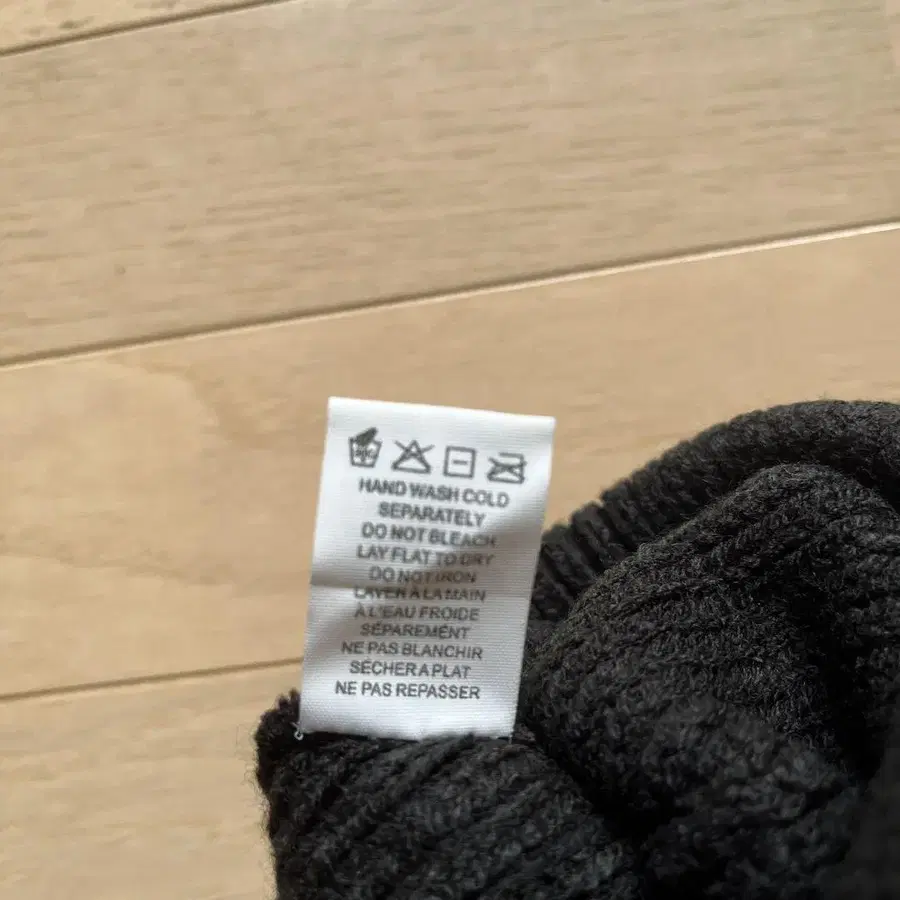 HAND WASH COLD
SEPARATELY
DO NOT BLEACH
LAY FLAT TO DRY
DO NOT IRON
LAVER À LA MAIN
À L'EAU FROIDE
SÉPAREMENT
NE PAS BLANCHIR
SÉCHER A PLAT
NE PAS REPASSER